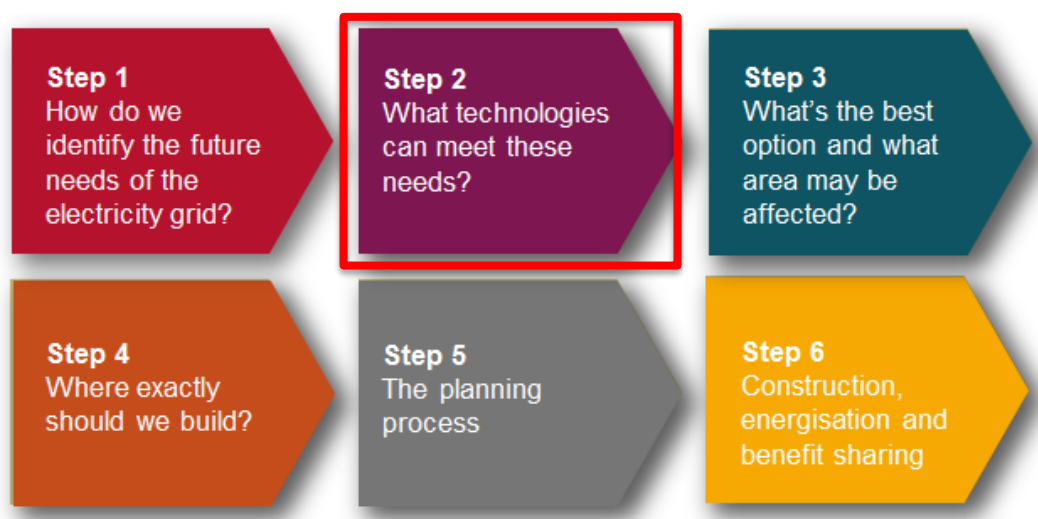 Step 1
How do we
identify the future
needs of the
electricity grid?
Step 2
What technologies
can meet these
needs?
Step 3
What's the best
option and what
area may be
affected?
Step 4
Where exactly
should we build?
Step 5
The planning
process
Step 6
Construction,
energisation and
benefit sharing